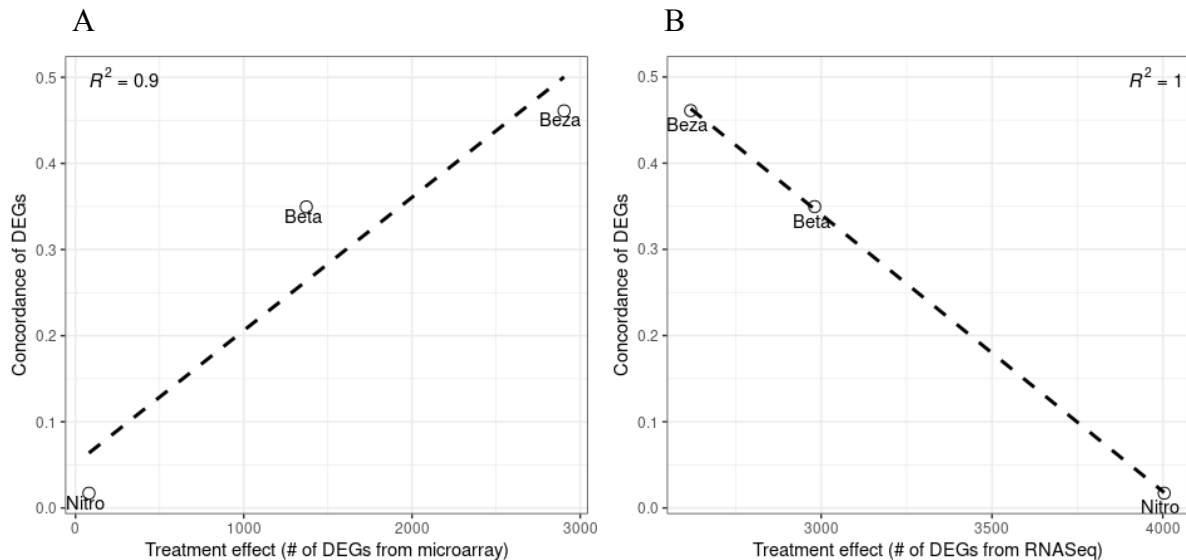 A
B
R² = 0.9
R² = 1
Beza
Beta
Nitro
Beza
Beta
Nitro
0.5
0.4
0.3
0.2
0.1
0.0
0
1000
2000
3000
0.5
0.4
0.3
0.2
0.1
0.0
3000
3500
4000
Concordance of DEGs
Treatment effect (# of DEGs from microarray)
Concordance of DEGs
Treatment effect (# of DEGs from RNASeq)